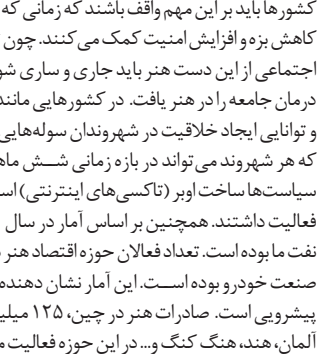 کشورها باید بر این مهم واقف باشند که زمانی که
کاهش بزه و افزایش امنیت کمک می‌کنند. چون
اجتماعی از این دست هنر باید جاری و ساری شو
درمان جامعه را در هنر یافت. در کشورهایی مانند
و توانایی ایجاد خلاقیت در شهروندان سوله‌هایی
که هر شهروند می‌تواند در بازه زمانی شش ماه
سیاست‌ها ساخت اوبر (تاکسی‌های اینترنتی) اس
فعالیت داشتند. همچنین بر اساس آمار در سال
نفت ما بوده است. تعداد فعالان حوزه اقتصاد هنر
صنعت خودرو بوده است. این آمار نشان دهنده
پیشرویی است. صادرات هنر در چین، ۱۲۵ میلی
آلمان، هند، هنگ کنگ و... در این حوزه فعالیت م